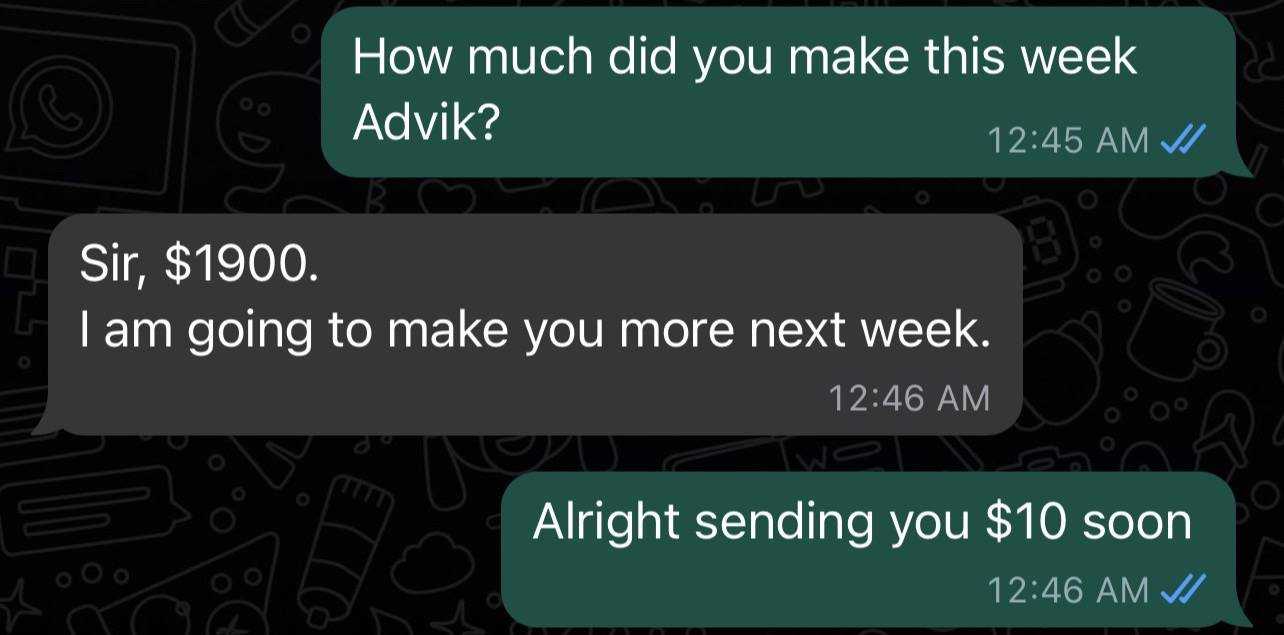 How much did you make this week
Advik?
12:45 AM
Sir, $1900.
I am going to make you more next week.
12:46 AM
Alright sending you $10 soon
12:46 AM